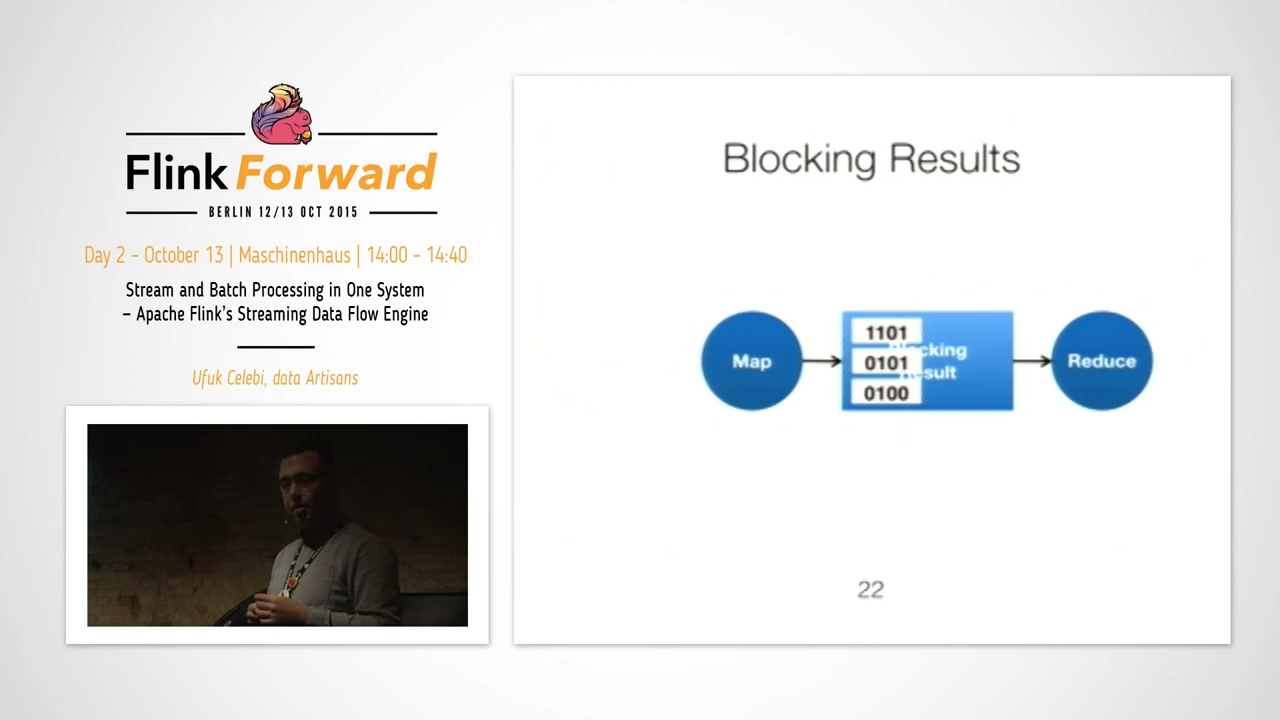 Flink Forward
BERLIN 12/13 OCT 2015
Day 2 - October 13 | Maschinenhaus | 14:00 - 14:40
Stream and Batch Processing in One System
– Apache Flink's Streaming Data Flow Engine
Ufuk Celebi, data Artisans
Blocking Results
Map
1101
0101
0100
Reduce
22